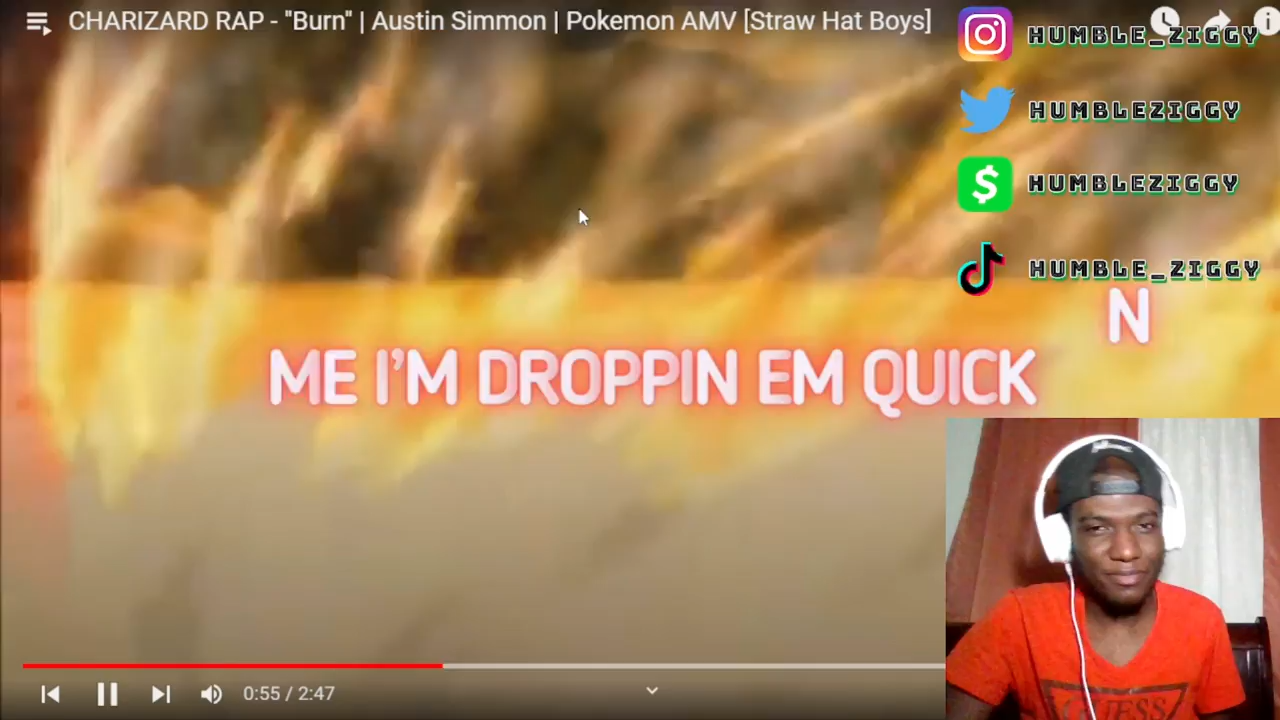 CHARIZARD RAP - "Burn" | Austin Simmon | Pokemon AMV [Straw Hat Boys]
HUMBLE_ZIGGY
HUMBLEZIGGY
HUMBLEZIGGY
HUMBLE_ZIGGY
N
ME I'M DROPPIN EM QUICK
GUESS
0:55 / 2:47